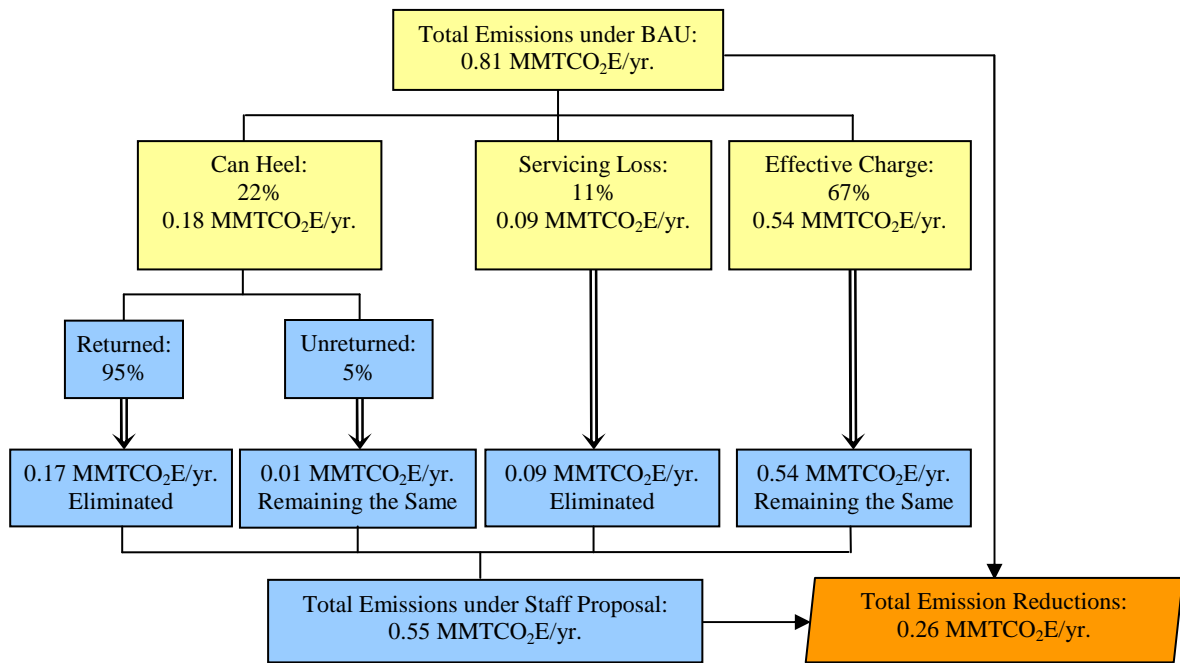 Total Emissions under BAU:
0.81 MMTCO₂E/yr.
Can Heel:
22%
0.18 MMTCO₂E/yr.
Servicing Loss:
11%
0.09 MMTCO₂E/yr.
Effective Charge:
67%
0.54 MMTCO₂E/yr.
Returned:
95%
Unreturned:
5%
0.17 MMTCO₂E/yr.
Eliminated
0.01 MMTCO₂E/yr.
Remaining the Same
0.09 MMTCO₂E/yr.
Eliminated
0.54 MMTCO₂E/yr.
Remaining the Same
Total Emissions under Staff Proposal:
0.55 MMTCO₂E/yr.
Total Emission Reductions:
0.26 MMTCO₂E/yr.